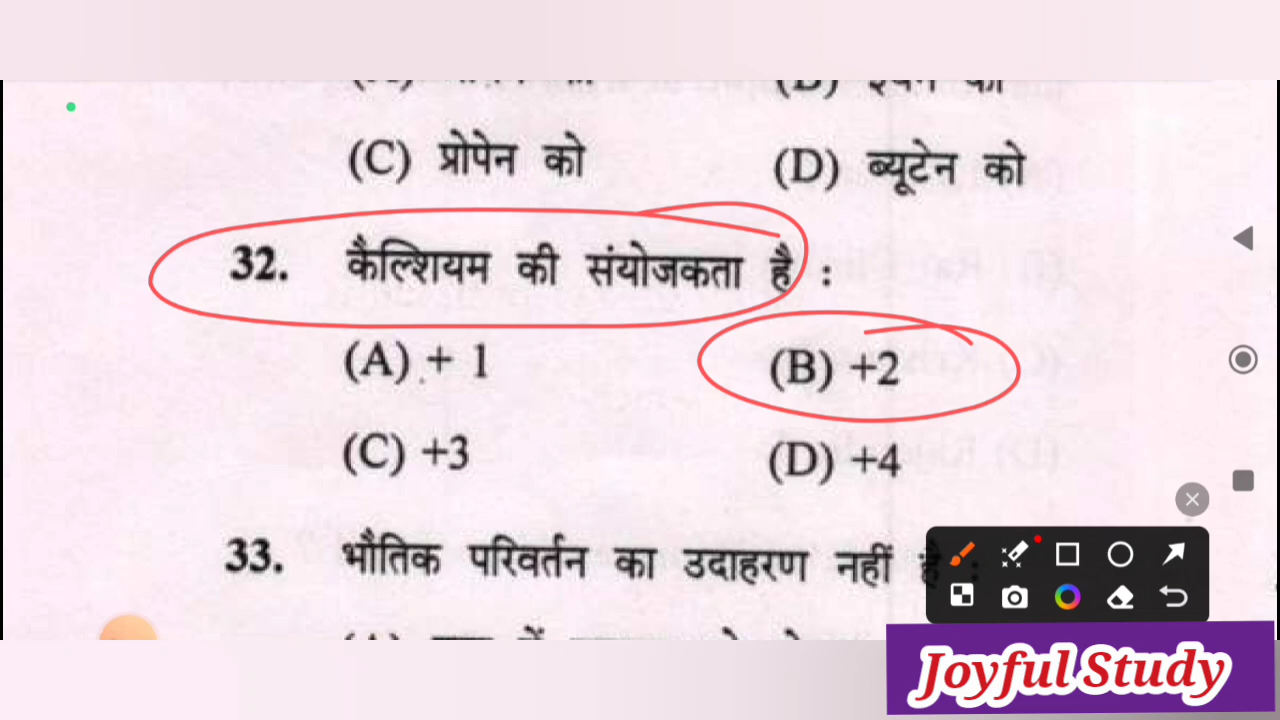 (C) प्रोपेन को (D) ब्यूटेन को
32. कैल्शियम की संयोजकता है :
(A) + 1 (B) +2
(C) +3 (D) +4
33. भौतिक परिवर्तन का उदाहरण नहीं है :
Joyful Study